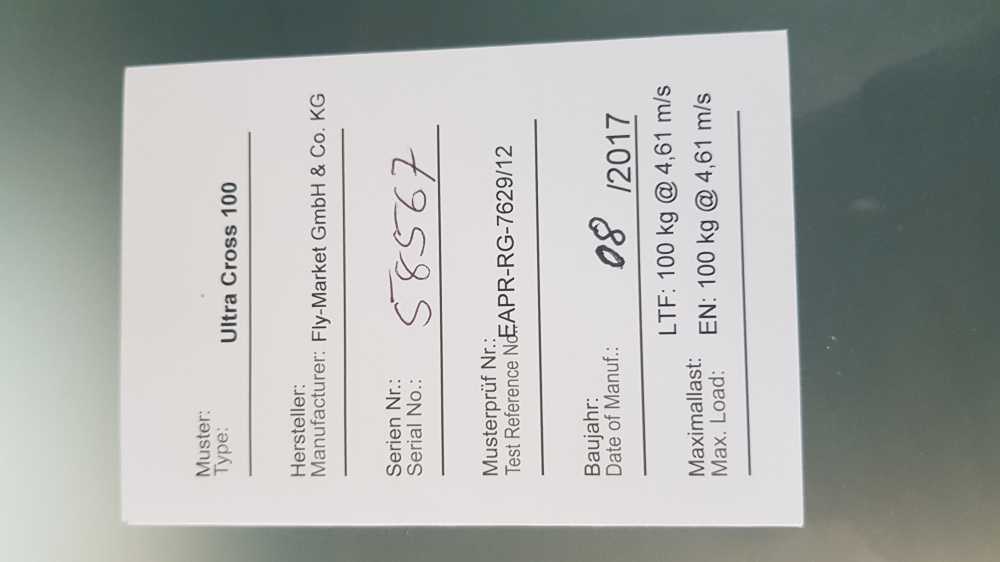 Muster:
Type: Ultra Cross 100
Hersteller:
Manufacturer: Fly-Market GmbH & Co. KG
Serien Nr.:
Serial No.: S8567
Musterprüf Nr.:
Test Reference No.: EAPR-RG-7629/12
Baujahr:
Date of Manuf.: 08 /2017
LTF: 100 kg @ 4,61 m/s
Maximallast:
Max. Load: EN: 100 kg @ 4,61 m/s